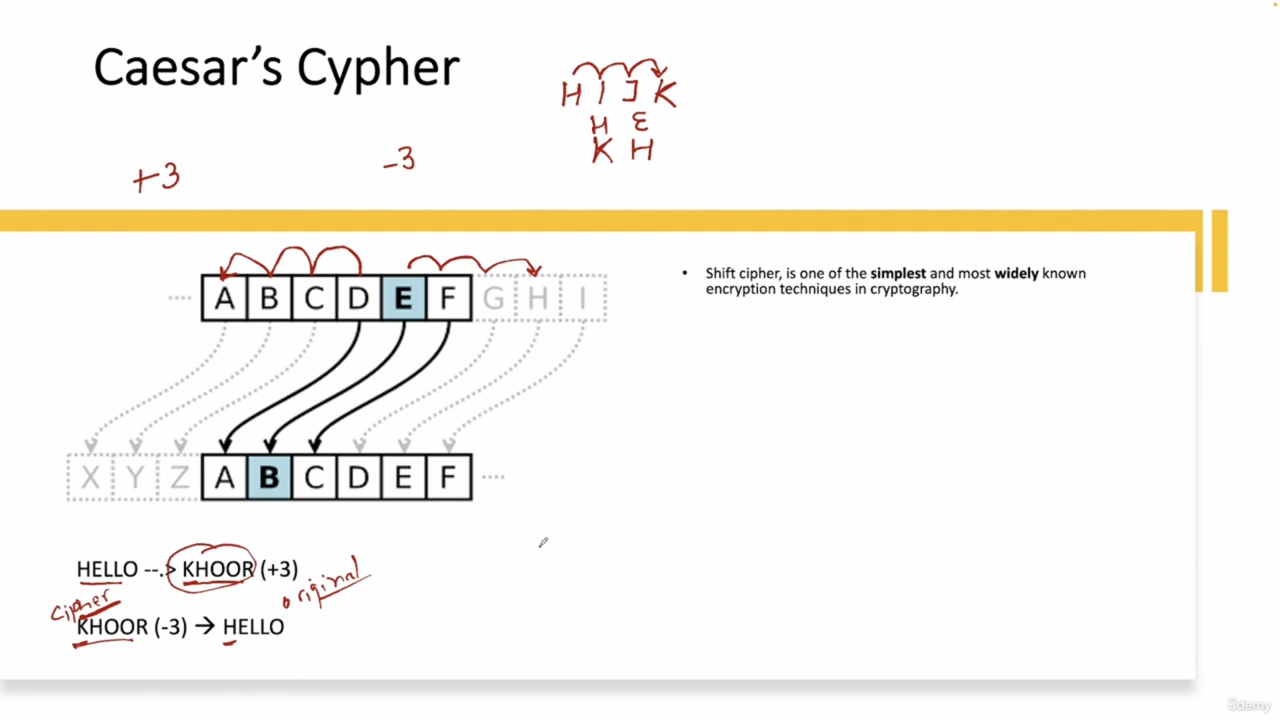 Caesar's Cypher
H I J K
H E
K H
+3
-3
A B C D E F G H I
X Y Z A B C D E F
• Shift cipher, is one of the simplest and most widely known
encryption techniques in cryptography.
HELLO --.> KHOOR (+3)
cipher
original
KHOOR (-3) → HELLO
ûdemy